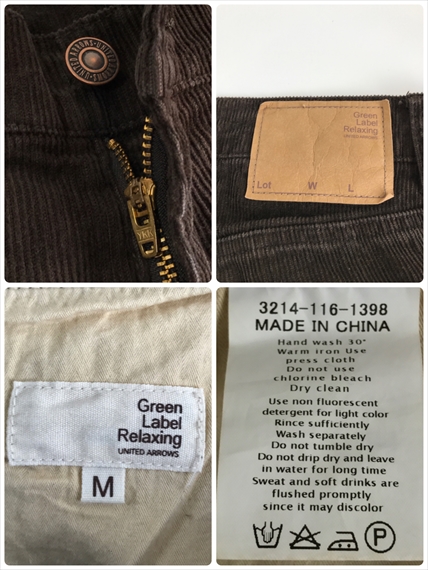 UNITED ARROWS
YKK
Green
Label
Relaxing
UNITED ARROWS
Lot W L
Green
Label
Relaxing
UNITED ARROWS
M
3214-116-1398
MADE IN CHINA
Hand wash 30°
Warm iron Use
press cloth
Do not use
chlorine bleach
Dry clean
Use non fluorescent
detergent for light color
Rince sufficiently
Wash separately
Do not tumble dry
Do not drip dry and leave
in water for long time
Sweat and soft drinks are
flushed promptly
since it may discolor
P